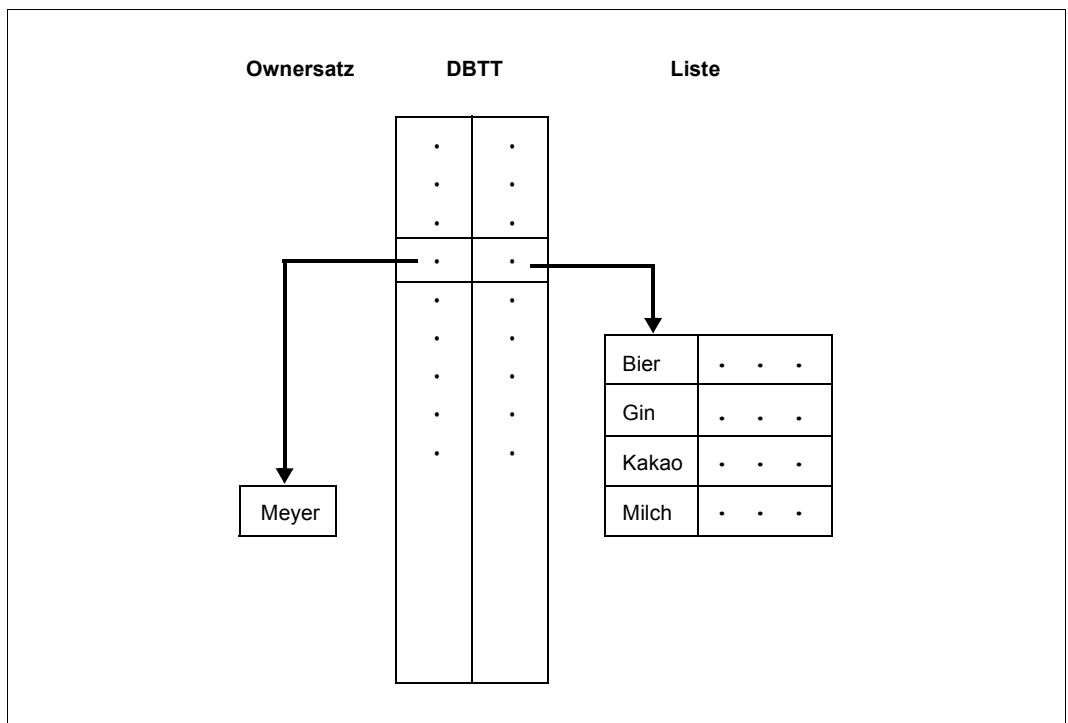 Ownersatz DBTT Liste
Bier . . .
Gin . . .
Kakao . . .
Meyer
Milch . . .